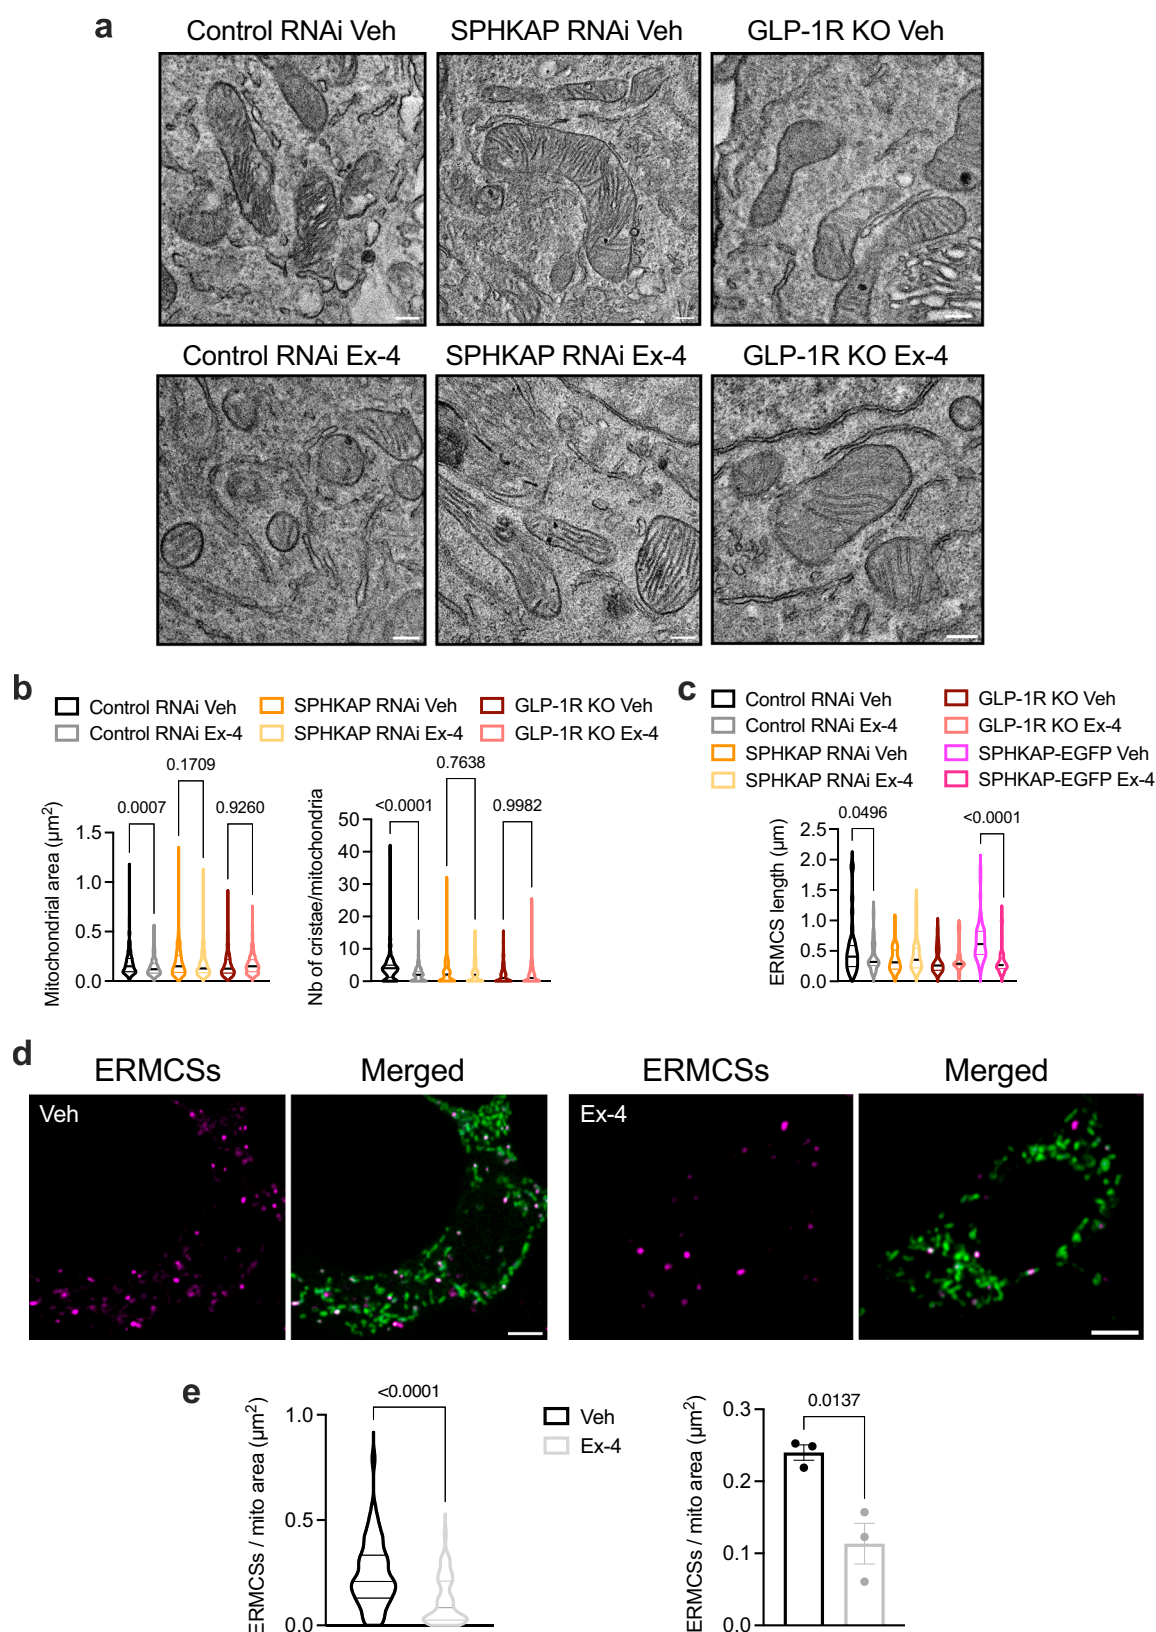 a
Control RNAi Veh
SPHKAP RNAi Veh
GLP-1R KO Veh
Control RNAi Ex-4
SPHKAP RNAi Ex-4
GLP-1R KO Ex-4
b
Control RNAi Veh
SPHKAP RNAi Veh
GLP-1R KO Veh
Control RNAi Ex-4
SPHKAP RNAi Ex-4
GLP-1R KO Ex-4
Mitochondrial area (µm²)
1.5
1.0
0.5
0.0
0.0007
0.1709
0.9260
Nb of cristae/mitochondria
50
40
30
20
10
0
<0.0001
0.7638
0.9982
c
Control RNAi Veh
Control RNAi Ex-4
SPHKAP RNAi Veh
SPHKAP RNAi Ex-4
GLP-1R KO Veh
GLP-1R KO Ex-4
SPHKAP-EGFP Veh
SPHKAP-EGFP Ex-4
ERMCS length (µm)
2.5
2.0
1.5
1.0
0.5
0.0
0.0496
<0.0001
d
ERMCSs
Merged
ERMCSs
Merged
Veh
Ex-4
e
ERMCSs / mito area (µm²)
1.0
0.5
0.0
<0.0001
Veh
Ex-4
ERMCSs / mito area (µm²)
0.3
0.2
0.1
0.0
0.0137